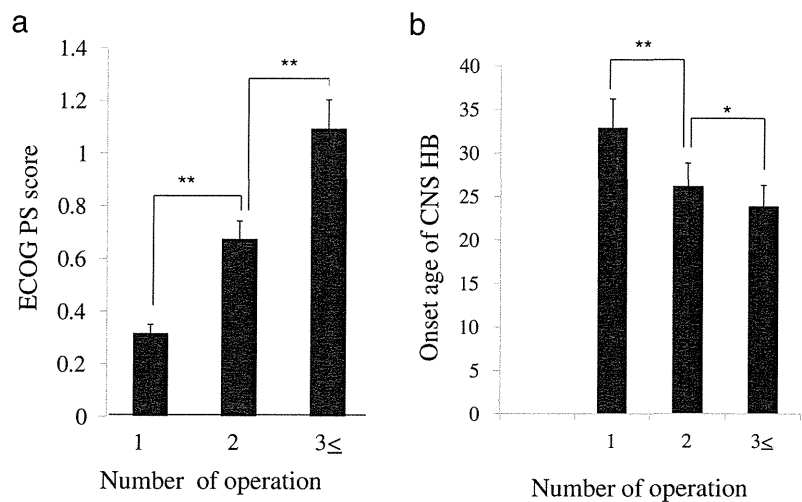 a
ECOG PS score
1.4
1.2
1
0.8
0.6
0.4
0.2
0
**
**
1 2 3≤
Number of operation
b
Onset age of CNS HB
40
35
30
25
20
15
10
5
0
**
*
1 2 3≤
Number of operation